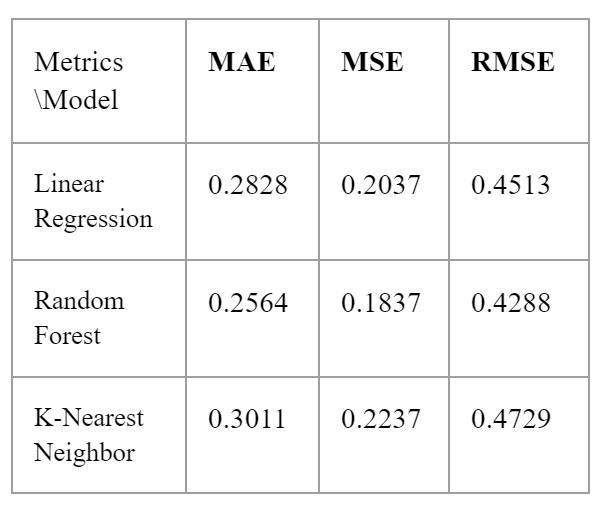 Metrics \Model MAE MSE RMSE
Linear Regression 0.2828 0.2037 0.4513
Random Forest 0.2564 0.1837 0.4288
K-Nearest Neighbor 0.3011 0.2237 0.4729